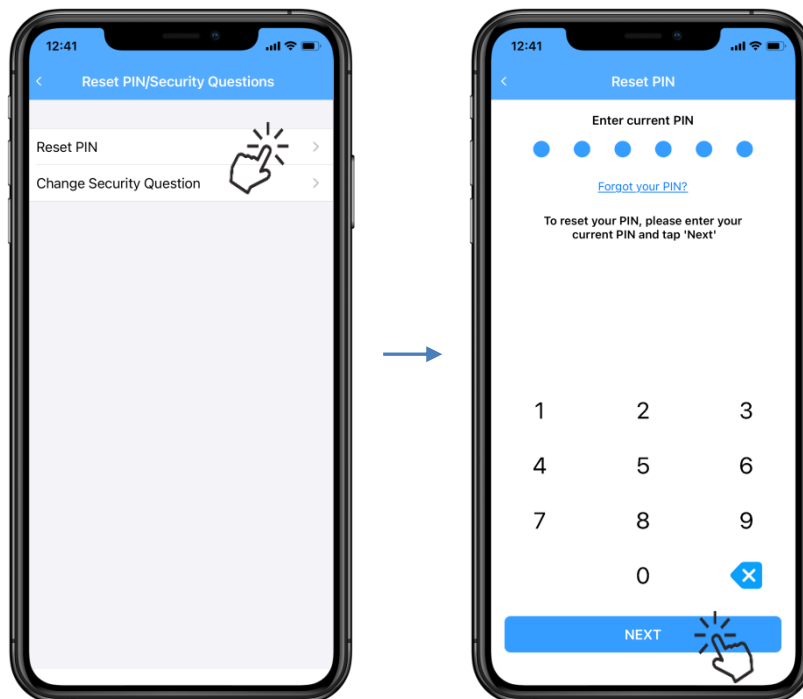 12:41
Reset PIN/Security Questions
Reset PIN
Change Security Question
12:41
Reset PIN
Enter current PIN
Forgot your PIN?
To reset your PIN, please enter your
current PIN and tap 'Next'
1 2 3
4 5 6
7 8 9
0
NEXT